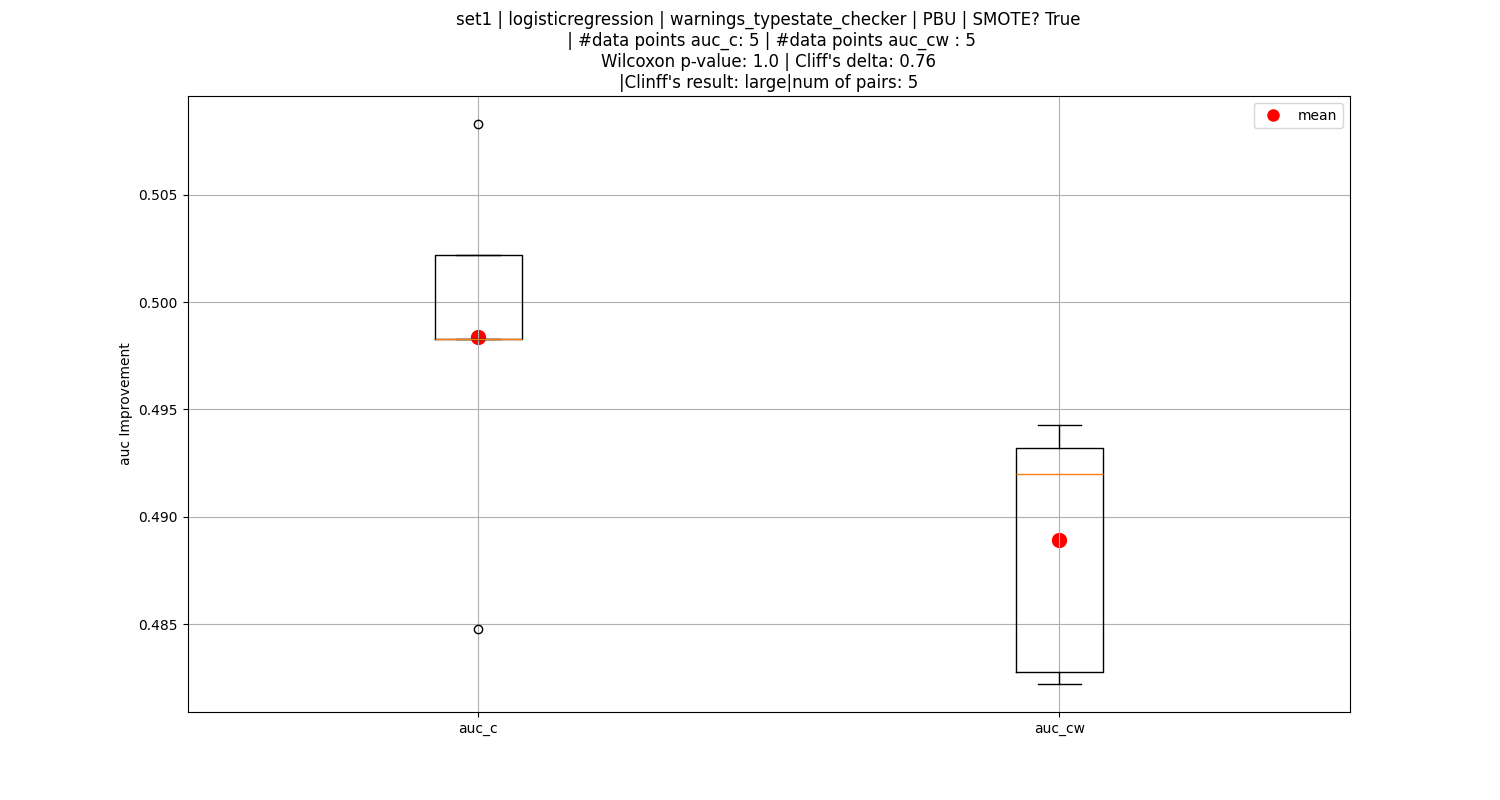 set1 | logisticregression | warnings_typestate_checker | PBU | SMOTE? True
| #data points auc_c: 5 | #data points auc_cw : 5
Wilcoxon p-value: 1.0 | Cliff's delta: 0.76
|Clinff's result: large|num of pairs: 5
mean
0.505
0.500
0.495
0.490
0.485
auc Improvement
auc_c
auc_cw